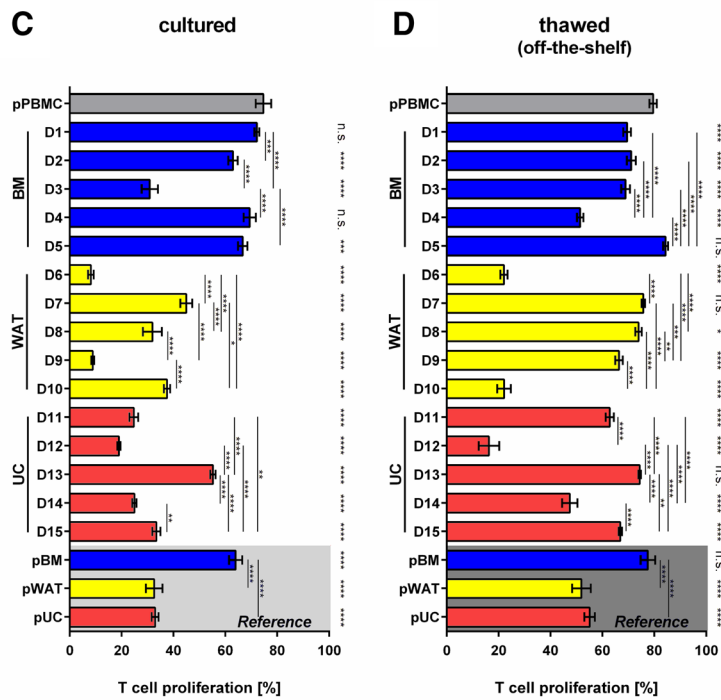 C
cultured
pPBMC
BM
D1
D2
D3
D4
D5
WAT
D6
D7
D8
D9
D10
UC
D11
D12
D13
D14
D15
pBM
pWAT
pUC
Reference
0 20 40 60 80 100
T cell proliferation [%]
n.s.
n.s.
D
thawed
(off-the-shelf)
pPBMC
BM
D1
D2
D3
D4
D5
WAT
D6
D7
D8
D9
D10
UC
D11
D12
D13
D14
D15
pBM
pWAT
pUC
Reference
0 20 40 60 80 100
T cell proliferation [%]
n.s.
n.s.
n.s.
n.s.